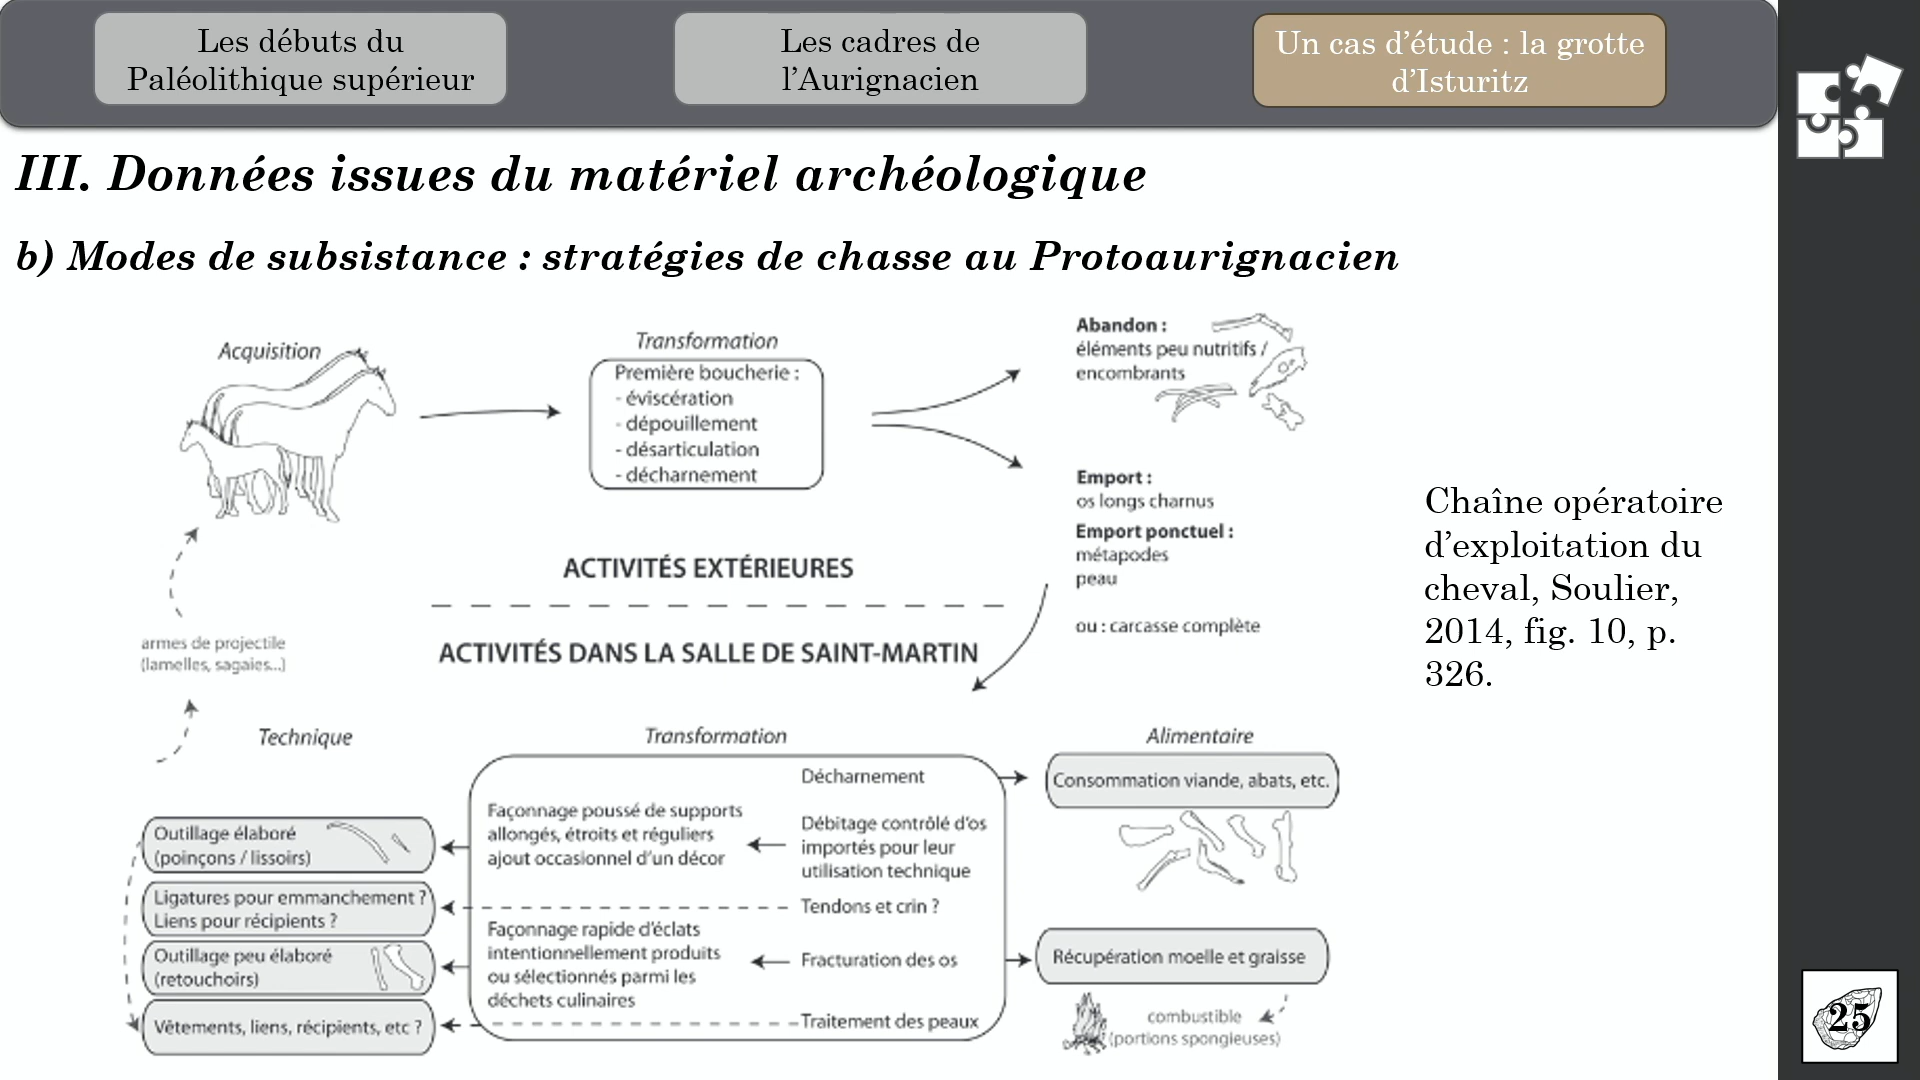 Les débuts du
Paléolithique supérieur
Les cadres de
l’Aurignacien
Un cas d’étude : la grotte
d’Isturitz
III. Données issues du matériel archéologique
b) Modes de subsistance : stratégies de chasse au Protoaurignacien
Acquisition
Transformation
Première boucherie :
- éviscération
- dépouillement
- désarticulation
- décharnement
Abandon :
éléments peu nutritifs /
encombrants
Emport :
os longs charnus
Emport ponctuel :
métapodes
peau
ou : carcasse complète
ACTIVITÉS EXTÉRIEURES
ACTIVITÉS DANS LA SALLE DE SAINT-MARTIN
armes de projectile
(lamelles, sagaies...)
Chaîne opératoire
d’exploitation du
cheval, Soulier,
2014, fig. 10, p.
326.
Technique
Transformation
Alimentaire
Décharnement
Consommation viande, abats, etc.
Façonnage poussé de supports
allongés, étroits et réguliers
ajout occasionnel d’un décor
Débitage contrôlé d’os
importés pour leur
utilisation technique
Outillage élaboré
(poinçons / lissoirs)
Ligatures pour emmanchement ?
Liens pour récipients ?
Tendons et crin ?
Façonnage rapide d’éclats
intentionnellement produits
ou sélectionnés parmi les
déchets culinaires
Fracturation des os
Récupération moelle et graisse
Outillage peu élaboré
(retouchoirs)
Vêtements, liens, récipients, etc ?
Traitement des peaux
combustible
(portions spongieuses)
25